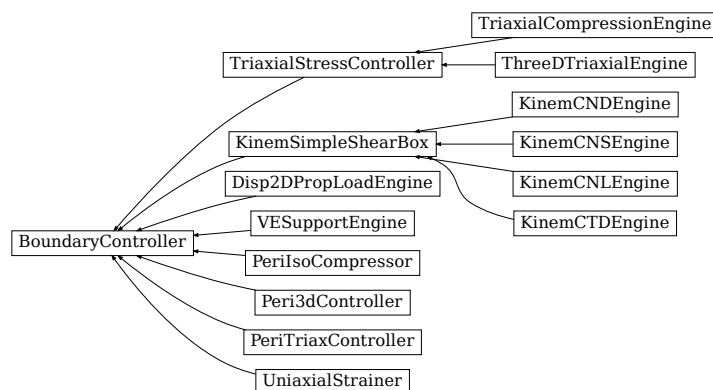 TriaxialCompressionEngine
TriaxialStressController
ThreeDTriaxialEngine
KinemCNDEngine
KinemSimpleShearBox
KinemCNSEngine
Disp2DPropLoadEngine
KinemCNLEngine
VESupportEngine
KinemCTDEngine
BoundaryController
PeriIsoCompressor
Peri3dController
PeriTriaxController
UniaxialStrainer